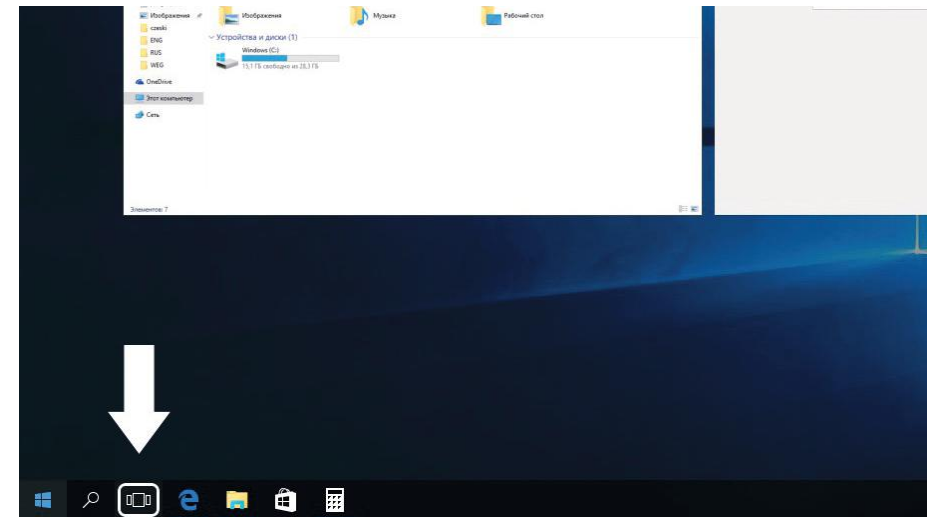 Изображения
czeski
ENG
RUS
WEG
OneDrive
Этот компьютер
Сеть
Изображения
Музыка
Рабочий стол
Устройства и диски (1)
Windows (C:)
15,1 ГБ свободно из 28,3 ГБ
Элементов: 7